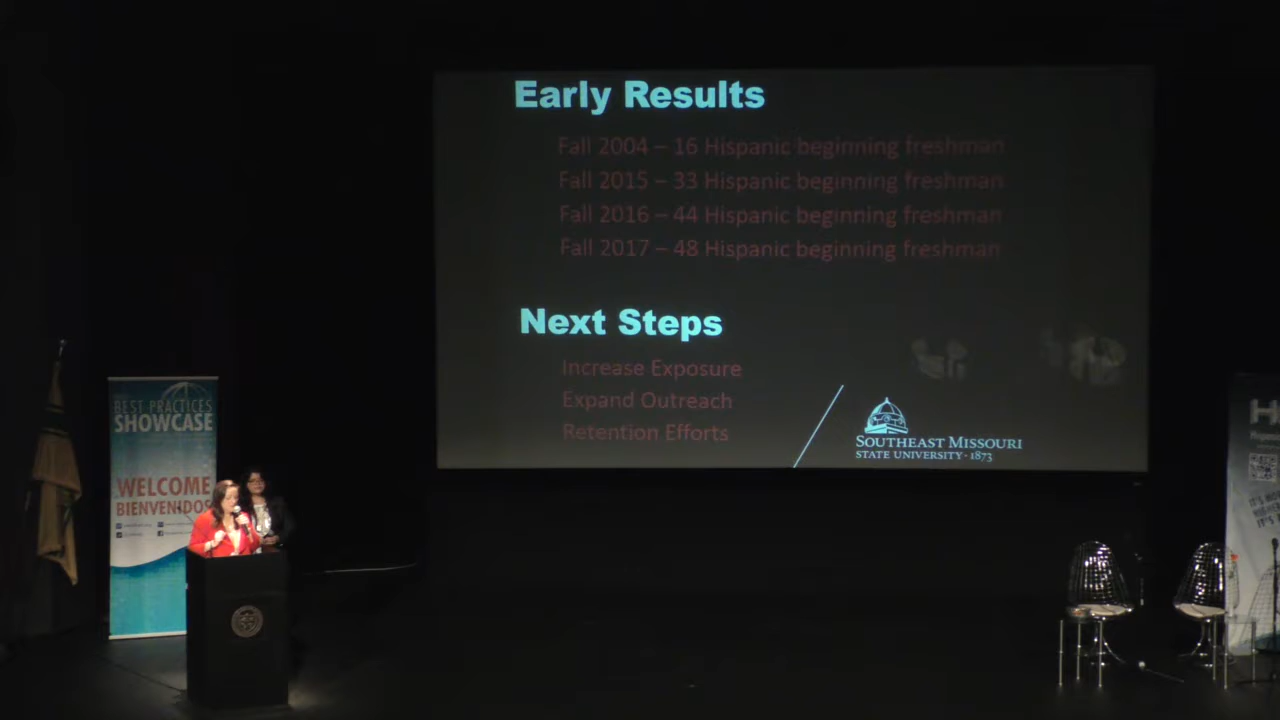 Early Results
Fall 2004 – 16 Hispanic beginning freshman
Fall 2015 – 33 Hispanic beginning freshman
Fall 2016 – 44 Hispanic beginning freshman
Fall 2017 – 48 Hispanic beginning freshman
Next Steps
Increase Exposure
Expand Outreach
Retention Efforts
SOUTHEAST MISSOURI
STATE UNIVERSITY · 1873
BEST PRACTICES
SHOWCASE
WELCOME
BIENVENIDOS